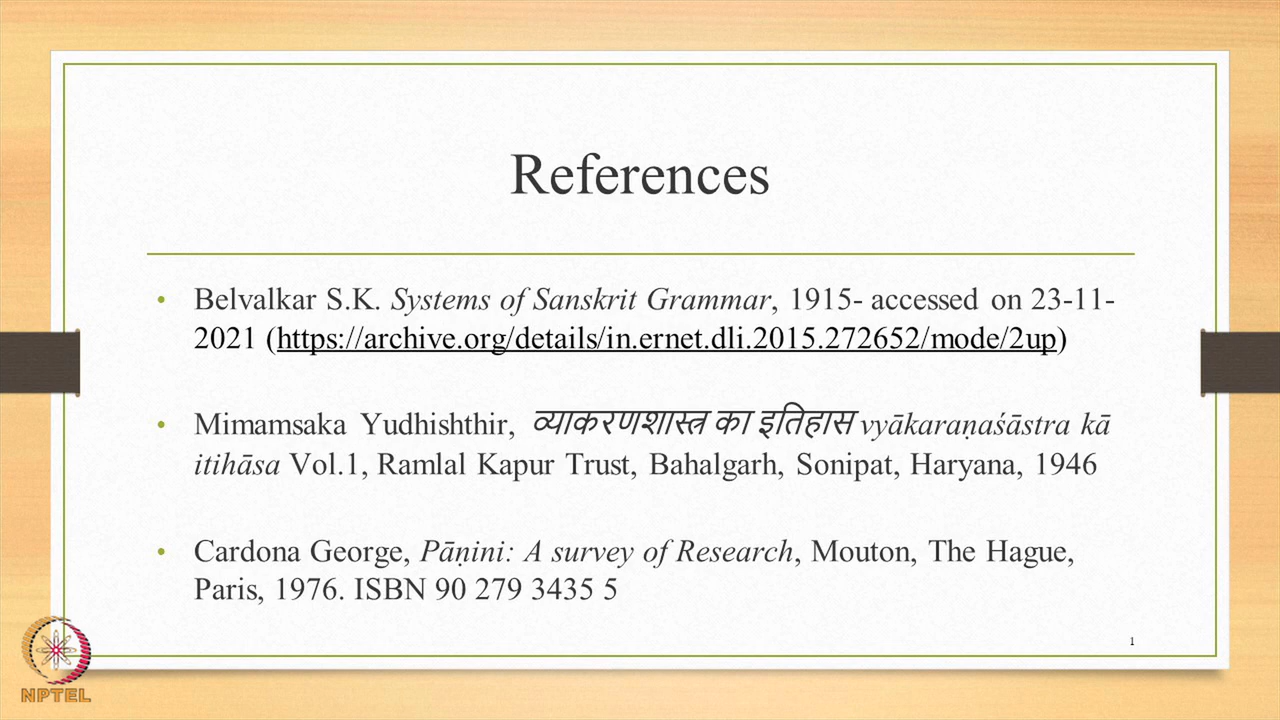 References
• Belvalkar S.K. Systems of Sanskrit Grammar, 1915- accessed on 23-11-
2021 (https://archive.org/details/in.ernet.dli.2015.272652/mode/2up)
• Mimamsaka Yudhishthir, व्याकरणशास्त्र का इतिहास vyākaraṇaśāstra kā
itihāsa Vol.1, Ramlal Kapur Trust, Bahalgarh, Sonipat, Haryana, 1946
• Cardona George, Pāṇini: A survey of Research, Mouton, The Hague,
Paris, 1976. ISBN 90 279 3435 5
1
NPTEL